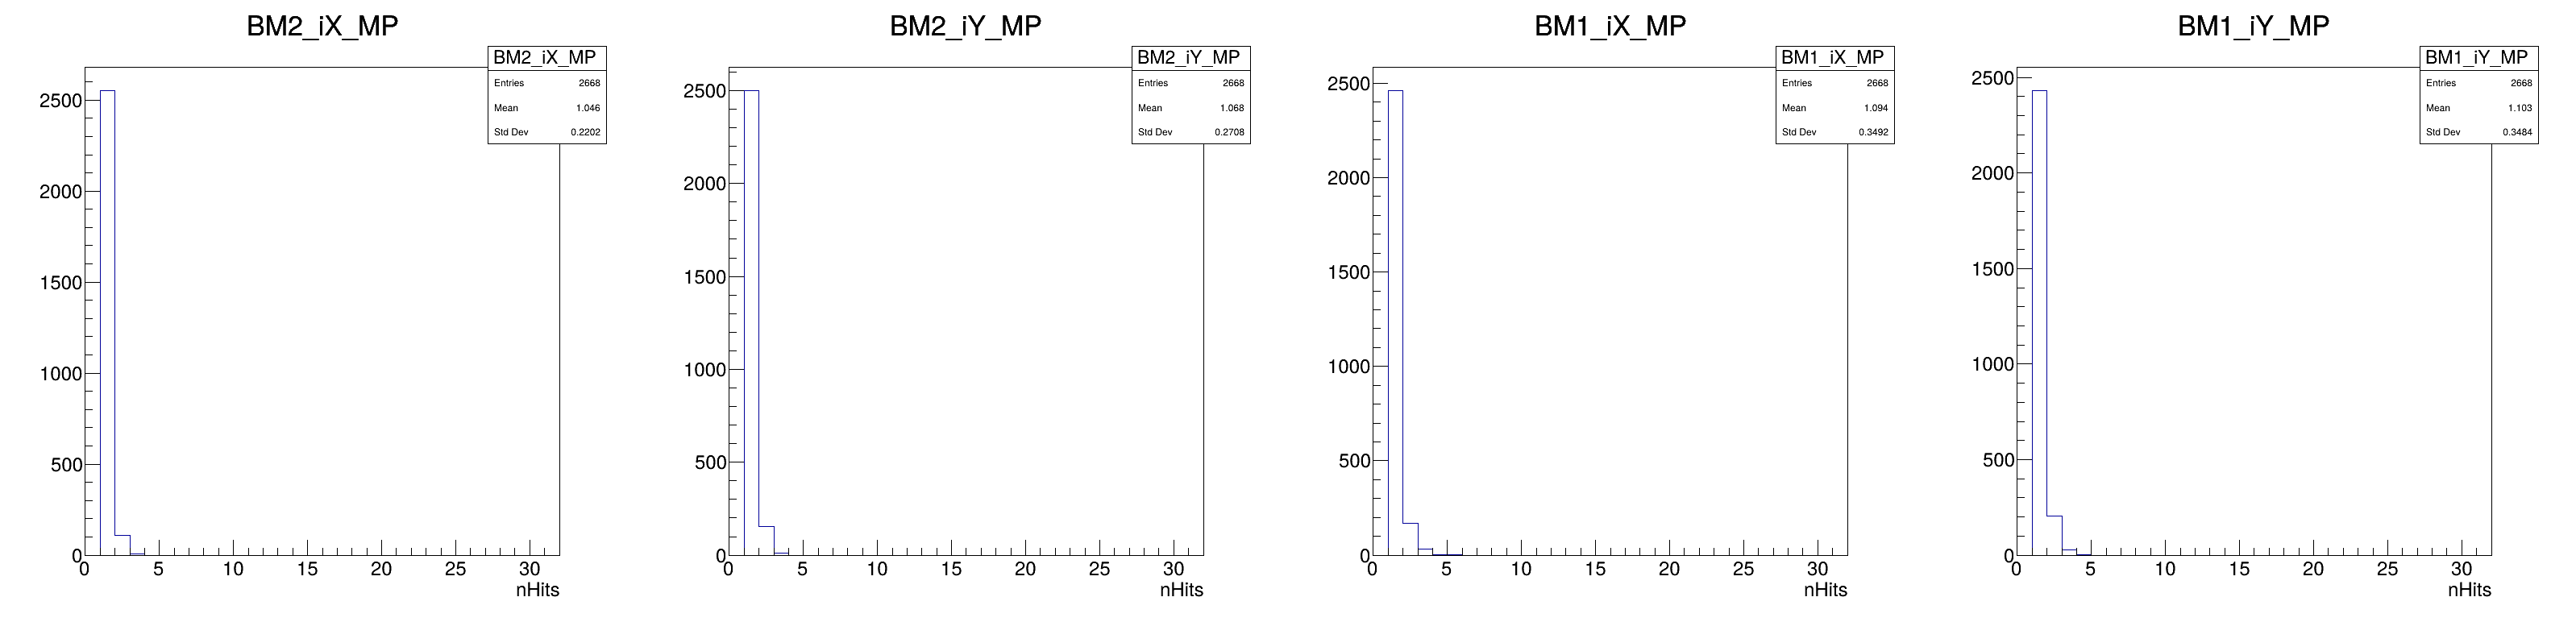 BM2_iX_MP
BM2_iX_MP
Entries 2668
Mean 1.046
Std Dev 0.2202
2500
2000
1500
1000
500
0
0 5 10 15 20 25 30
nHits
BM2_iY_MP
BM2_iY_MP
Entries 2668
Mean 1.068
Std Dev 0.2708
2500
2000
1500
1000
500
0
0 5 10 15 20 25 30
nHits
BM1_iX_MP
BM1_iX_MP
Entries 2668
Mean 1.094
Std Dev 0.3492
2500
2000
1500
1000
500
0
0 5 10 15 20 25 30
nHits
BM1_iY_MP
BM1_iY_MP
Entries 2668
Mean 1.103
Std Dev 0.3484
2500
2000
1500
1000
500
0
0 5 10 15 20 25 30
nHits